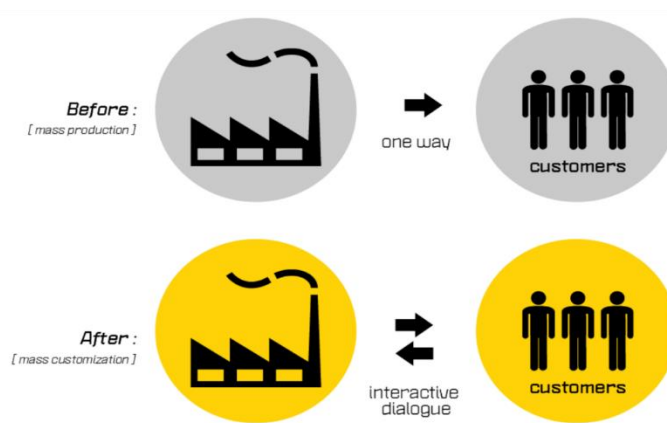 Before :
[ mass production ]
one way
customers
After :
[ mass customization ]
interactive
dialogue
customers